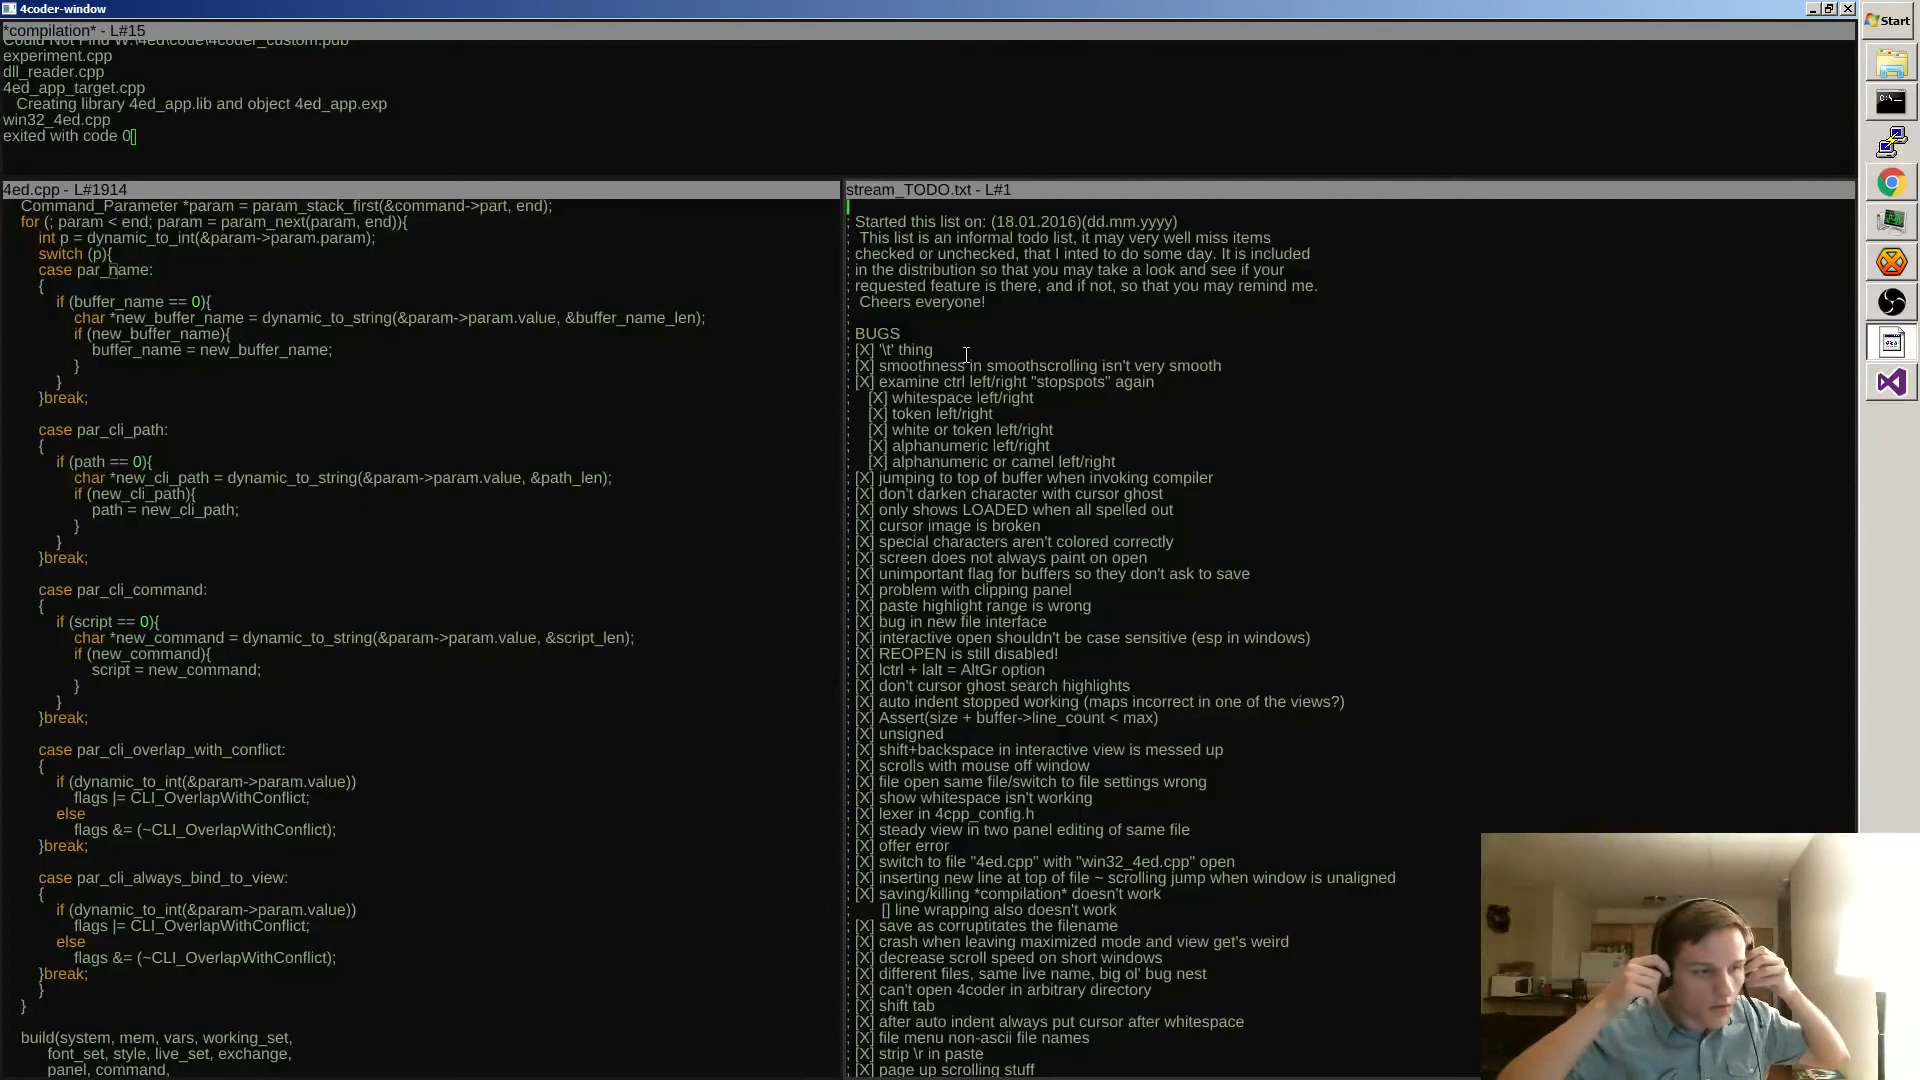 4coder-window
*compilation* - L#15
Could Not Find W:\4ed\code\4coder_custom.pdb
experiment.cpp
dll_reader.cpp
4ed_app_target.cpp
Creating library 4ed_app.lib and object 4ed_app.exp
win32_4ed.cpp
exited with code 0
4ed.cpp - L#1914
Command_Parameter *param = param_stack_first(&command->part, end);
for (; param < end; param = param_next(param, end)){
int p = dynamic_to_int(&param->param.param);
switch (p){
case par_name:
{
if (buffer_name == 0){
char *new_buffer_name = dynamic_to_string(&param->param.value, &buffer_name_len);
if (new_buffer_name){
buffer_name = new_buffer_name;
}
}
}break;
case par_cli_path:
{
if (path == 0){
char *new_cli_path = dynamic_to_string(&param->param.value, &path_len);
if (new_cli_path){
path = new_cli_path;
}
}
}break;
case par_cli_command:
{
if (script == 0){
char *new_command = dynamic_to_string(&param->param.value, &script_len);
if (new_command){
script = new_command;
}
}
}break;
case par_cli_overlap_with_conflict:
{
if (dynamic_to_int(&param->param.value))
flags |= CLI_OverlapWithConflict;
else
flags &= (~CLI_OverlapWithConflict);
}break;
case par_cli_always_bind_to_view:
{
if (dynamic_to_int(&param->param.value))
flags |= CLI_OverlapWithConflict;
else
flags &= (~CLI_OverlapWithConflict);
}break;
}
}
build(system, mem, vars, working_set,
font_set, style, live_set, exchange,
panel, command,
stream_TODO.txt - L#1
; Started this list on: (18.01.2016)(dd.mm.yyyy)
;  This list is an informal todo list, it may very well miss items
; checked or unchecked, that I inted to do some day. It is included
; in the distribution so that you may take a look and see if your
; requested feature is there, and if not, so that you may remind me.
;  Cheers everyone!
;
; BUGS
; [X] '\t' thing
; [X] smoothness in smoothscrolling isn't very smooth
; [X] examine ctrl left/right "stopspots" again
;    [X] whitespace left/right
;    [X] token left/right
;    [X] white or token left/right
;    [X] alphanumeric left/right
;    [X] alphanumeric or camel left/right
; [X] jumping to top of buffer when invoking compiler
; [X] don't darken character with cursor ghost
; [X] only shows LOADED when all spelled out
; [X] cursor image is broken
; [X] special characters aren't colored correctly
; [X] screen does not always paint on open
; [X] unimportant flag for buffers so they don't ask to save
; [X] problem with clipping panel
; [X] paste highlight range is wrong
; [X] bug in new file interface
; [X] interactive open shouldn't be case sensitive (esp in windows)
; [X] REOPEN is still disabled!
; [X] lctrl + lalt = AltGr option
; [X] don't cursor ghost search highlights
; [X] auto indent stopped working (maps incorrect in one of the views?)
; [X] Assert(size + buffer->line_count < max)
; [X] unsigned
; [X] shift+backspace in interactive view is messed up
; [X] scrolls with mouse off window
; [X] file open same file/switch to file settings wrong
; [X] show whitespace isn't working
; [X] lexer in 4cpp_config.h
; [X] steady view in two panel editing of same file
; [X] offer error
; [X] switch to file "4ed.cpp" with "win32_4ed.cpp" open
; [X] inserting new line at top of file ~ scrolling jump when window is unaligned
; [X] saving/killing *compilation* doesn't work
;       [] line wrapping also doesn't work
; [X] save as corruptitates the filename
; [X] crash when leaving maximized mode and view get's weird
; [X] decrease scroll speed on short windows
; [X] different files, same live name, big ol' bug nest
; [X] can't open 4coder in arbitrary directory
; [X] shift tab
; [X] after auto indent always put cursor after whitespace
; [X] file menu non-ascii file names
; [X] strip \r in paste
; [X] page up scrolling stuff
Start
C:\